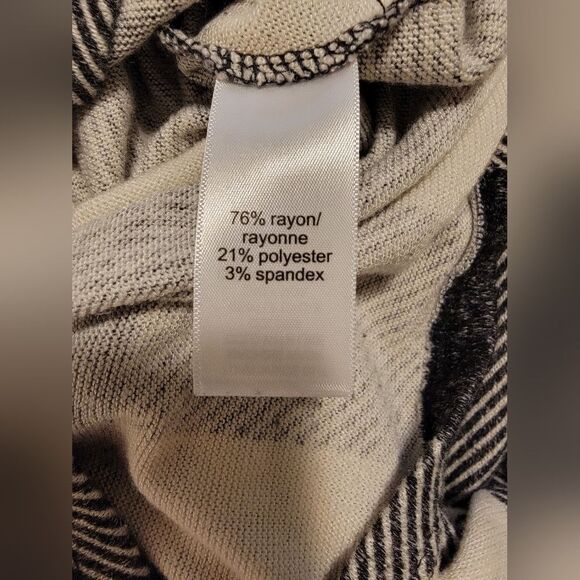 76% rayon/
rayonne
21% polyester
3% spandex